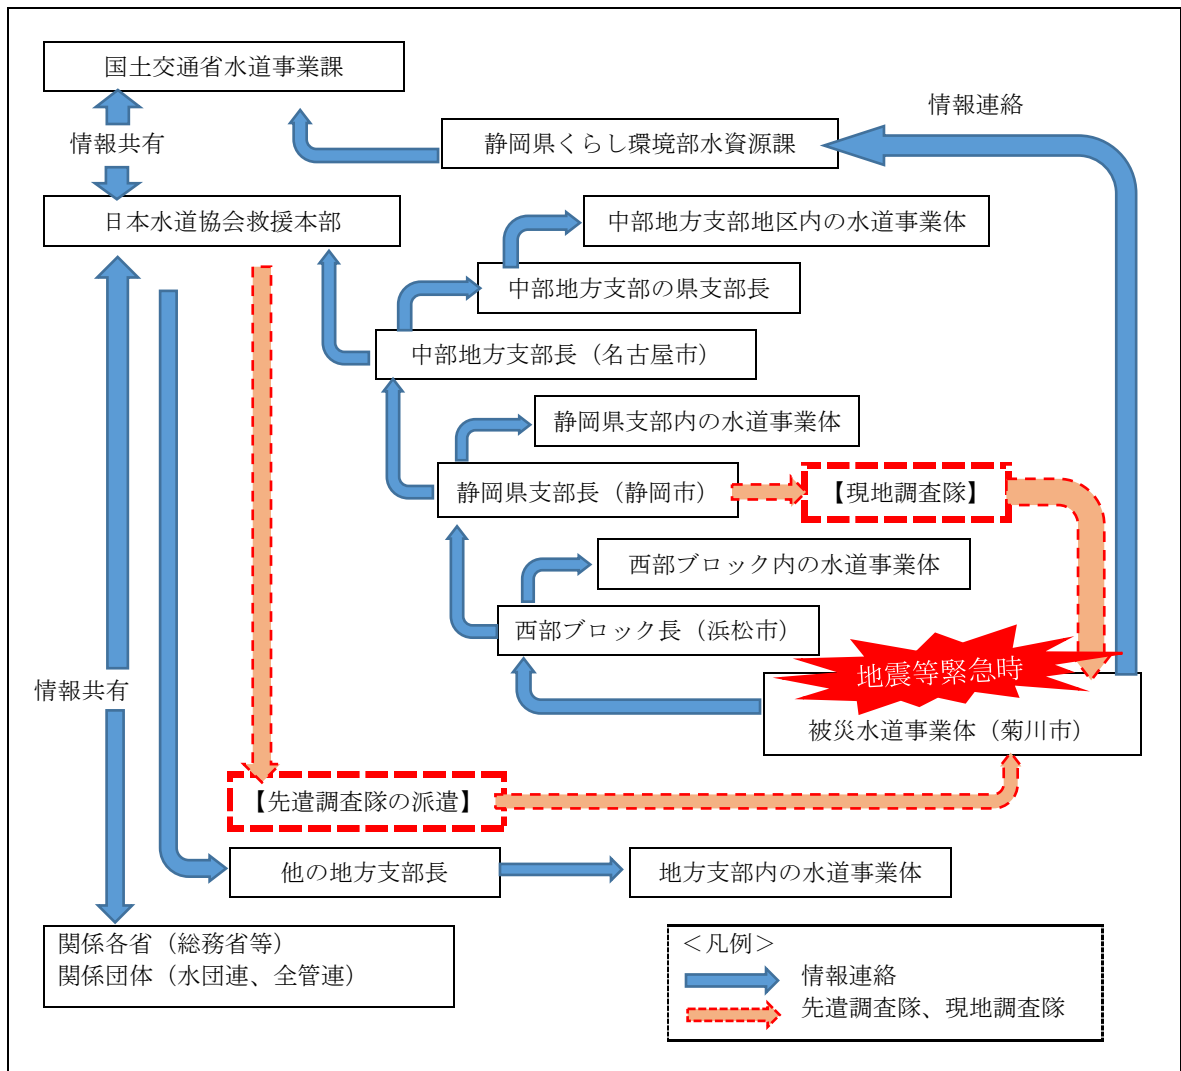 国土交通省水道事業課
情報連絡
静岡県くらし環境部水資源課
情報共有
日本水道協会救援本部
中部地方支部地区内の水道事業体
中部地方支部の県支部長
中部地方支部長（名古屋市）
静岡県支部内の水道事業体
静岡県支部長（静岡市）
【現地調査隊】
西部ブロック内の水道事業体
西部ブロック長（浜松市）
地震等緊急時
情報共有
被災水道事業体（菊川市）
【先遣調査隊の派遣】
他の地方支部長
地方支部内の水道事業体
関係各省（総務省等）
関係団体（水団連、全管連）
＜凡例＞
情報連絡
先遣調査隊、現地調査隊